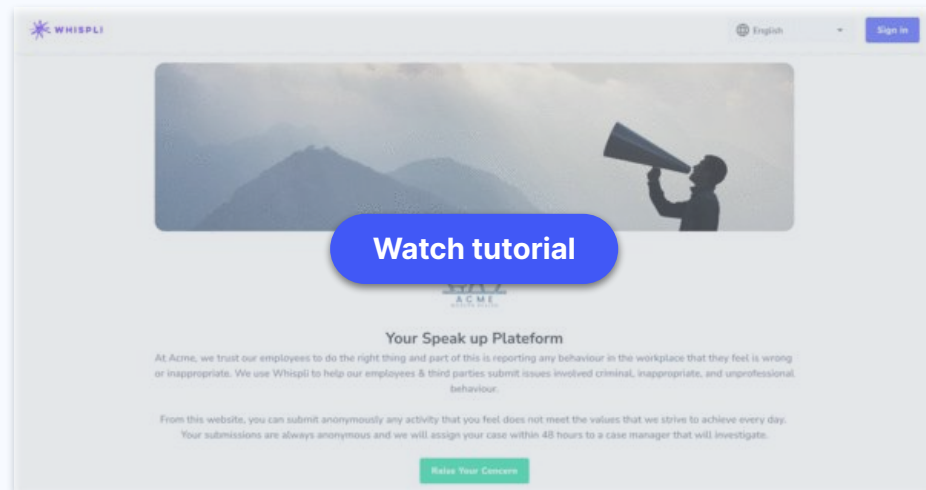 WHISPLI
English
Sign in
Watch tutorial
ACME
Your Speak up Plateform
At Acme, we trust our employees to do the right thing and part of this is reporting any behaviour in the workplace that they feel is wrong
or inappropriate. We use Whispli to help our employees & third parties submit issues involved criminal, inappropriate, and unprofessional
behaviour.
From this website, you can submit anonymously any activity that you feel does not meet the values that we strive to achieve every day.
Your submissions are always anonymous and we will assign your case within 48 hours to a case manager that will investigate.
Raise Your Concern